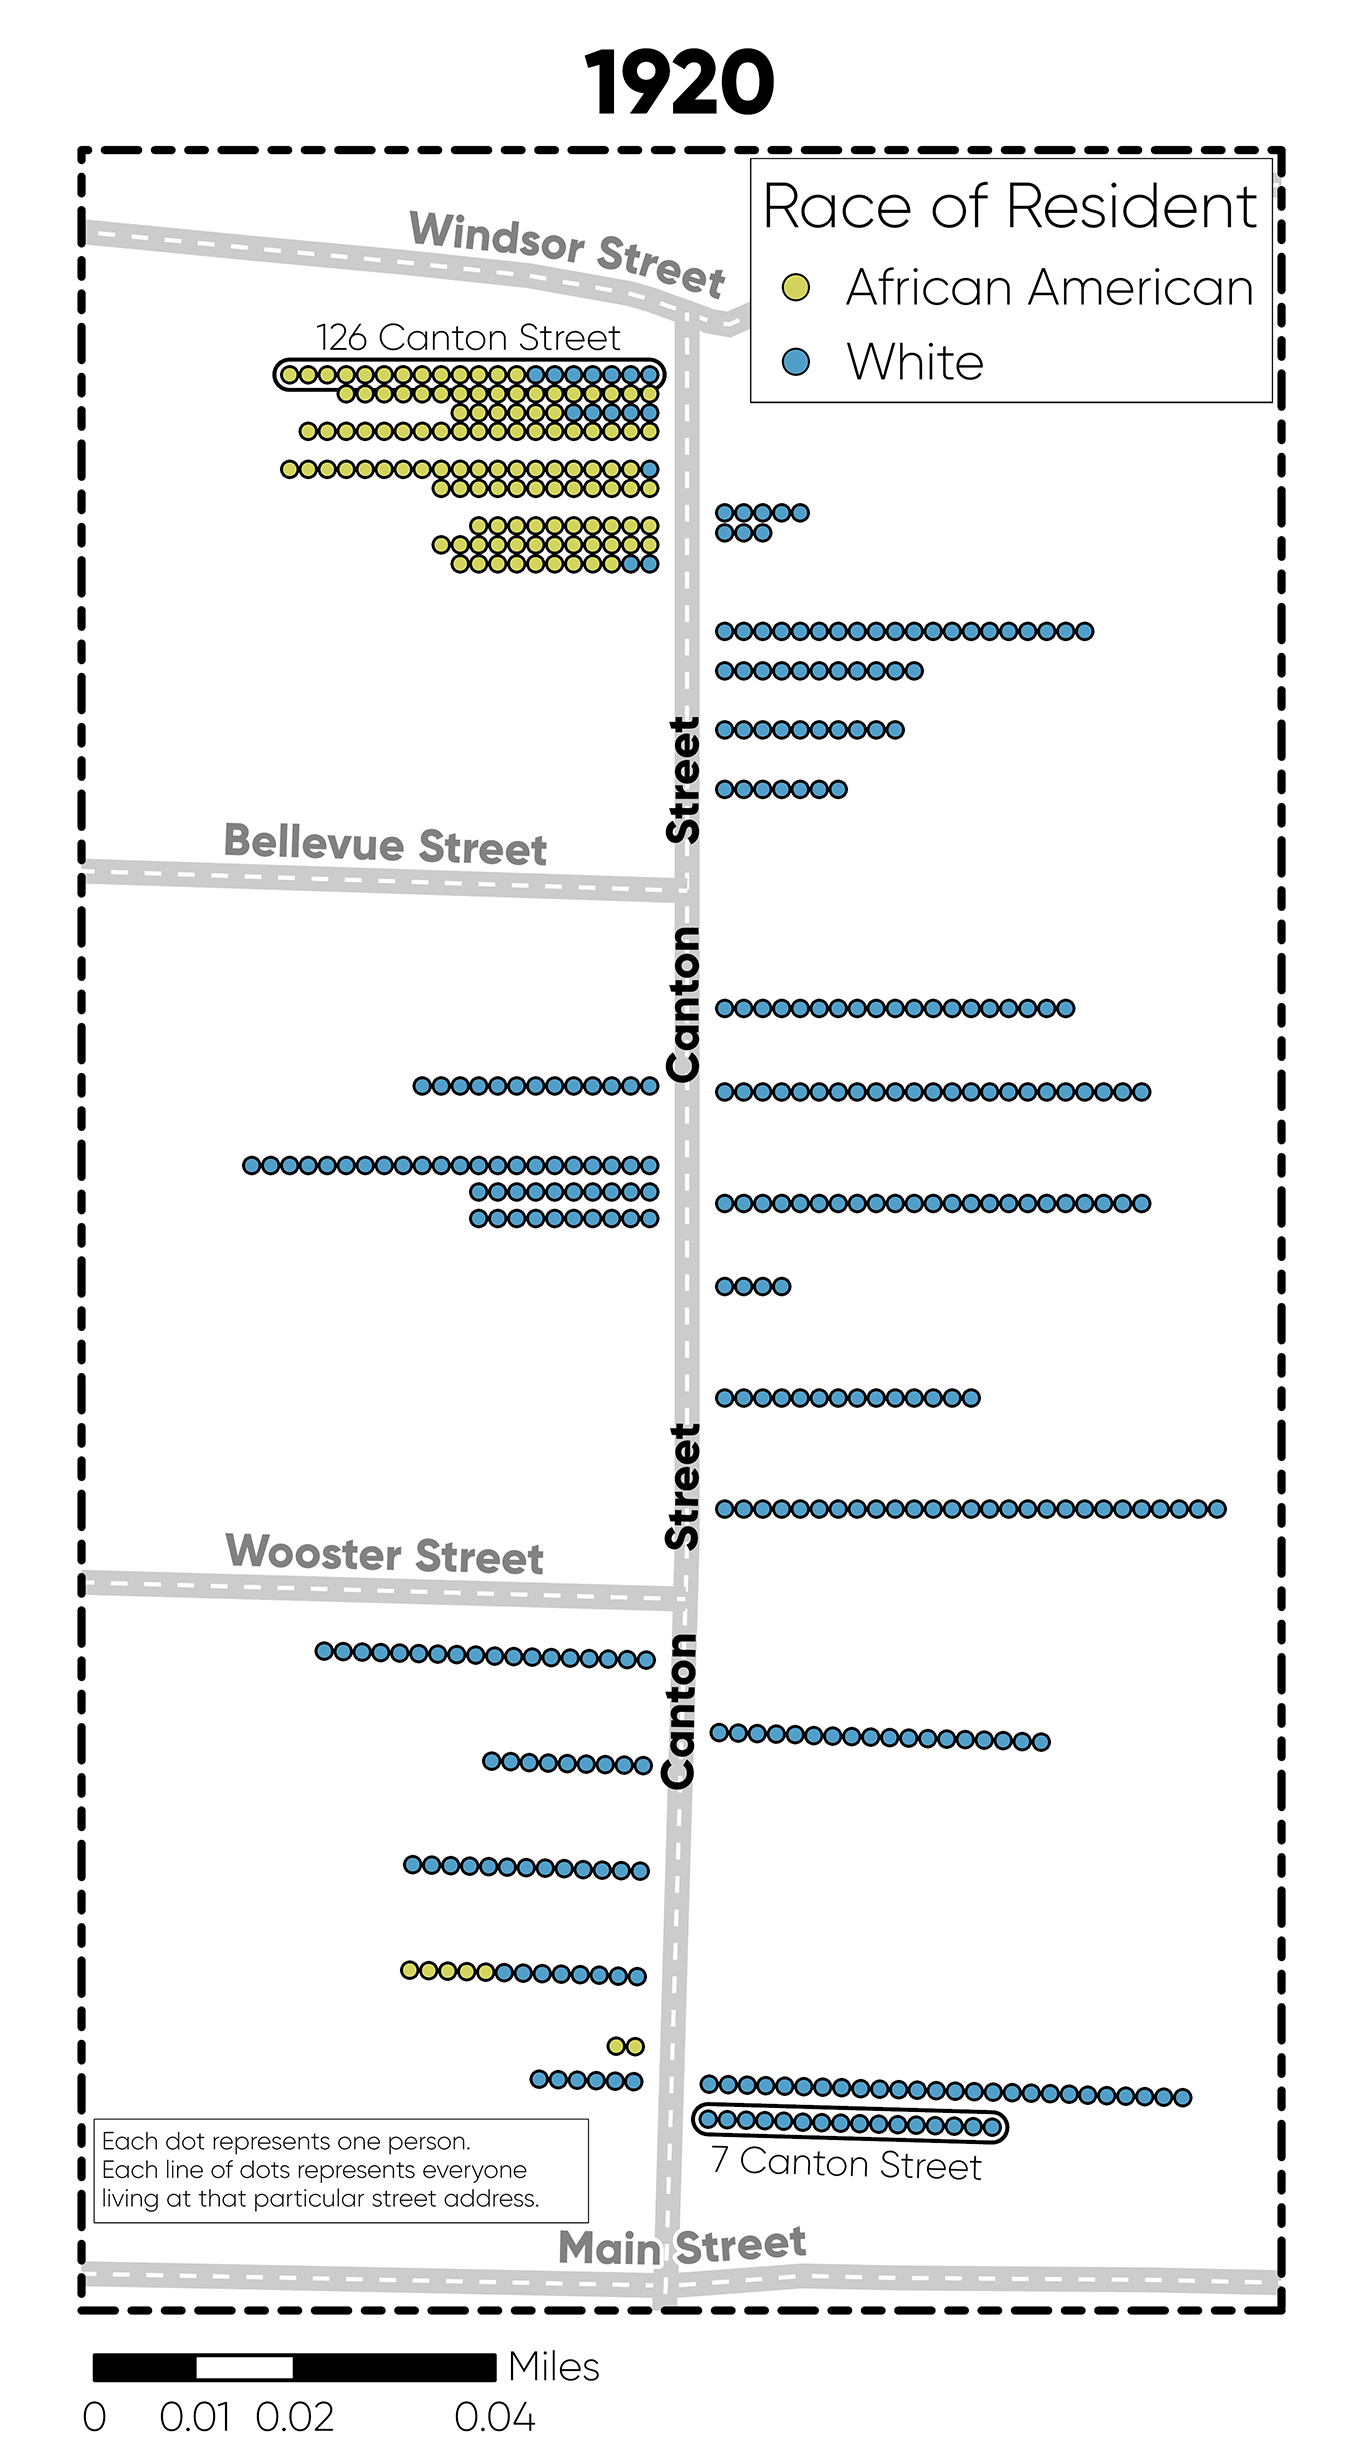 1920
Race of Resident
African American
White
Windsor Street
126 Canton Street
Street
Bellevue Street
Canton
Street
Wooster Street
Canton
7 Canton Street
Each dot represents one person.
Each line of dots represents everyone
living at that particular street address.
Main Street
Miles
0 0.01 0.02 0.04